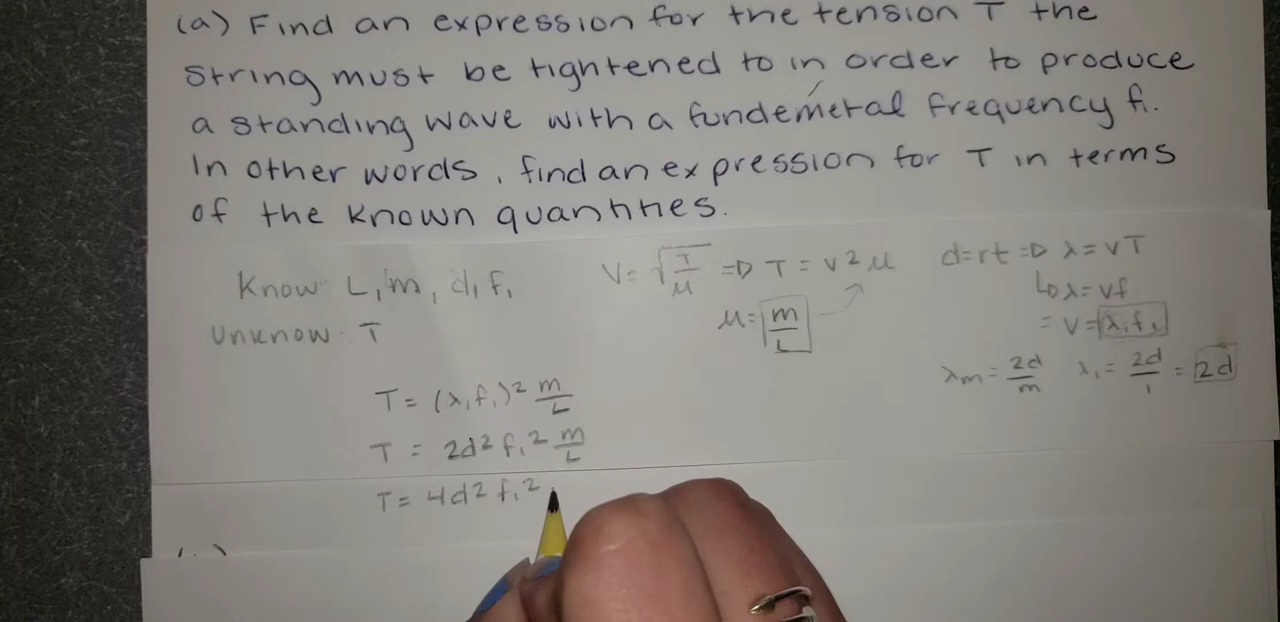 (a) Find an expression for the tension T the
string must be tightened to in order to produce
a standing wave with a fundemetal frequency f₁.
In other words, find an expression for T in terms
of the known quantities.
Know: L, m, d, f₁
Unknow: T
V = √(T/μ) => T = v²μ
μ = m/L
d=rt => λ = vT
↳ λ = vf
= v = λ₁f₁
λm = 2d/m λ₁ = 2d/1 = 2d
T = (λ₁f₁)² m/L
T = 2d² f₁² m/L
T = 4d² f₁²